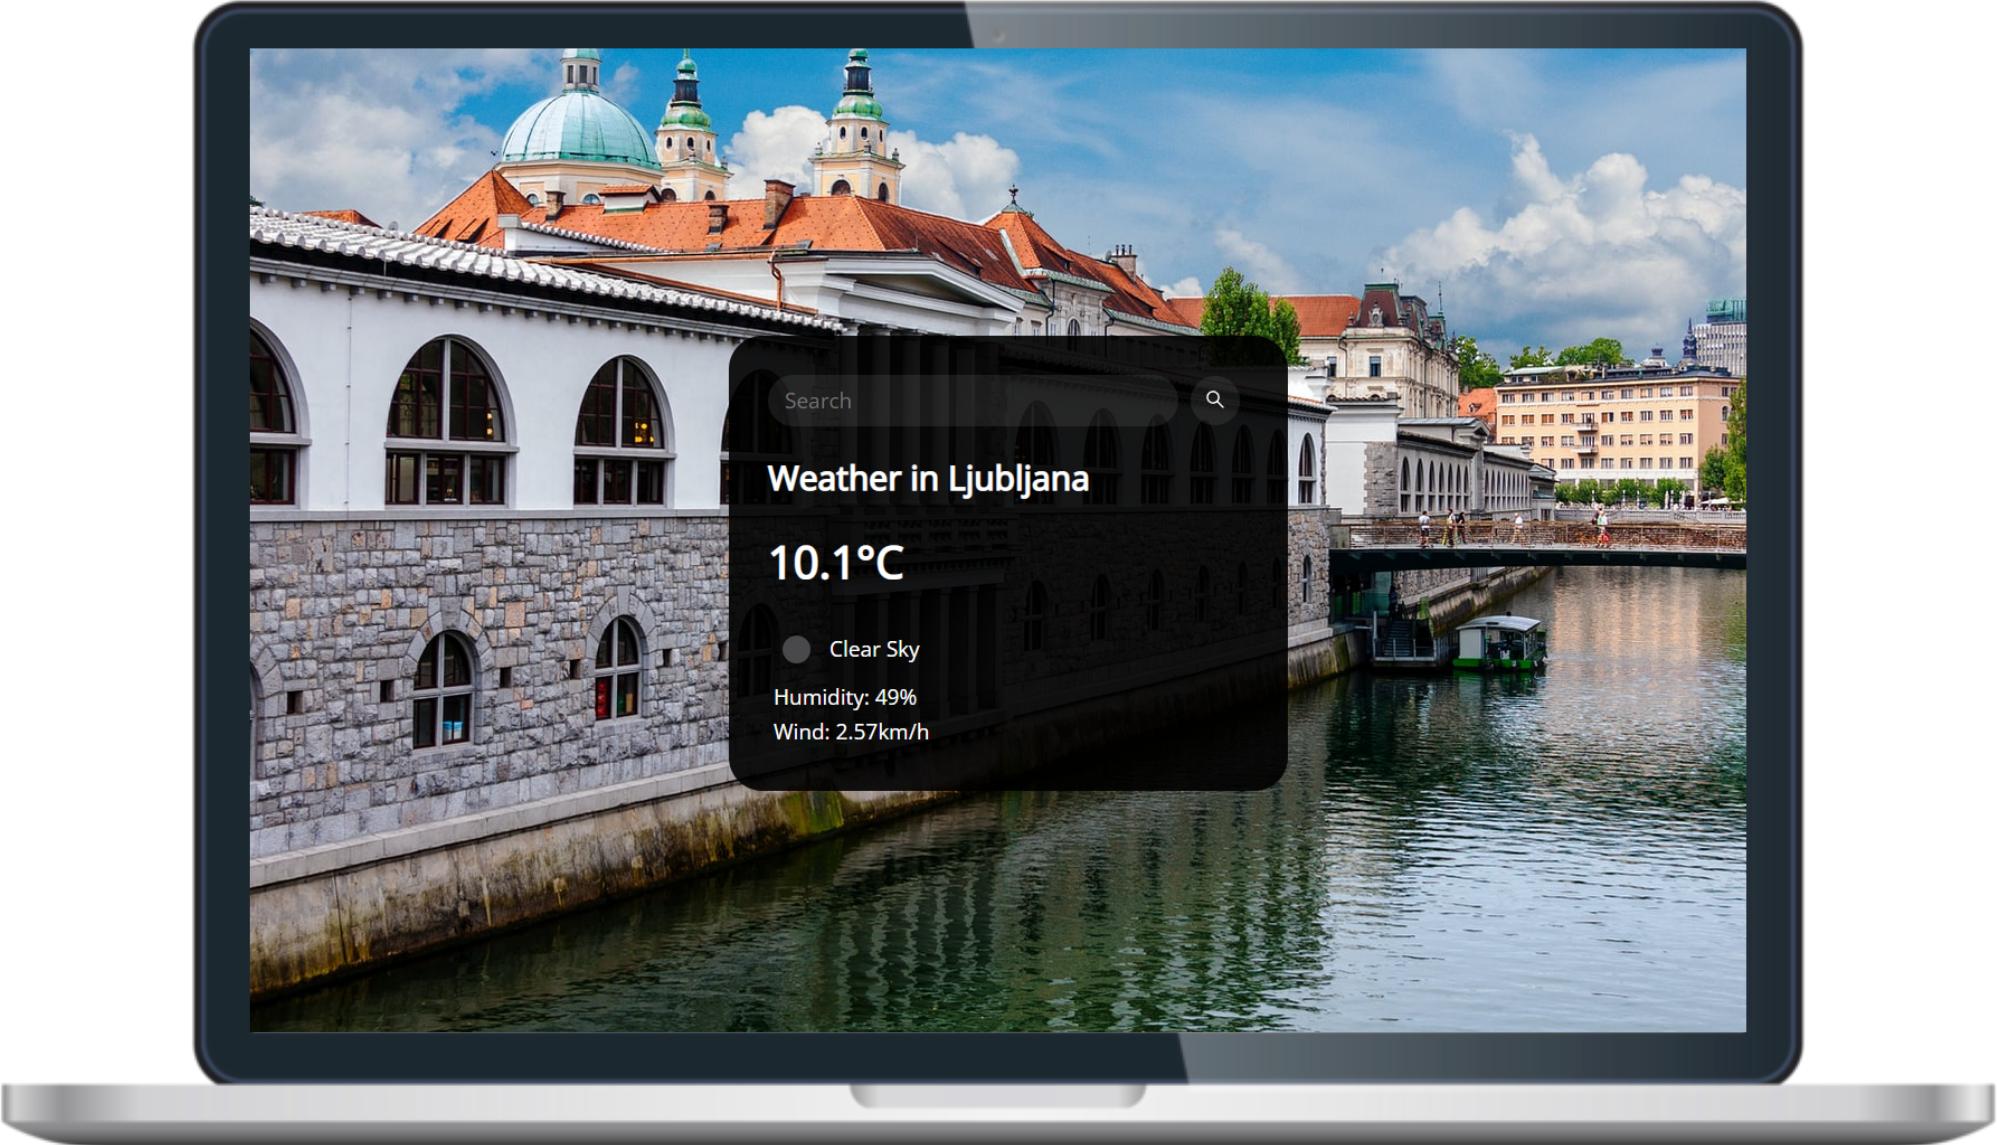 Search
Weather in Ljubljana
10.1°C
Clear Sky
Humidity: 49%
Wind: 2.57km/h